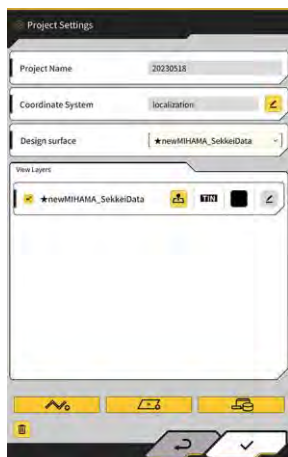 Project Settings
Project Name
20230518
Coordinate System
localization
Design surface
★newMIHAMA_SekkeiData
View Layers
★newMIHAMA_SekkeiData
TIN